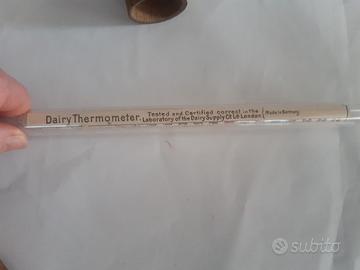 Dairy Thermometer.
Tested and Certified correct in the
Laboratory of the Dairy Supply Co Ld London.
Made in Germany
subito